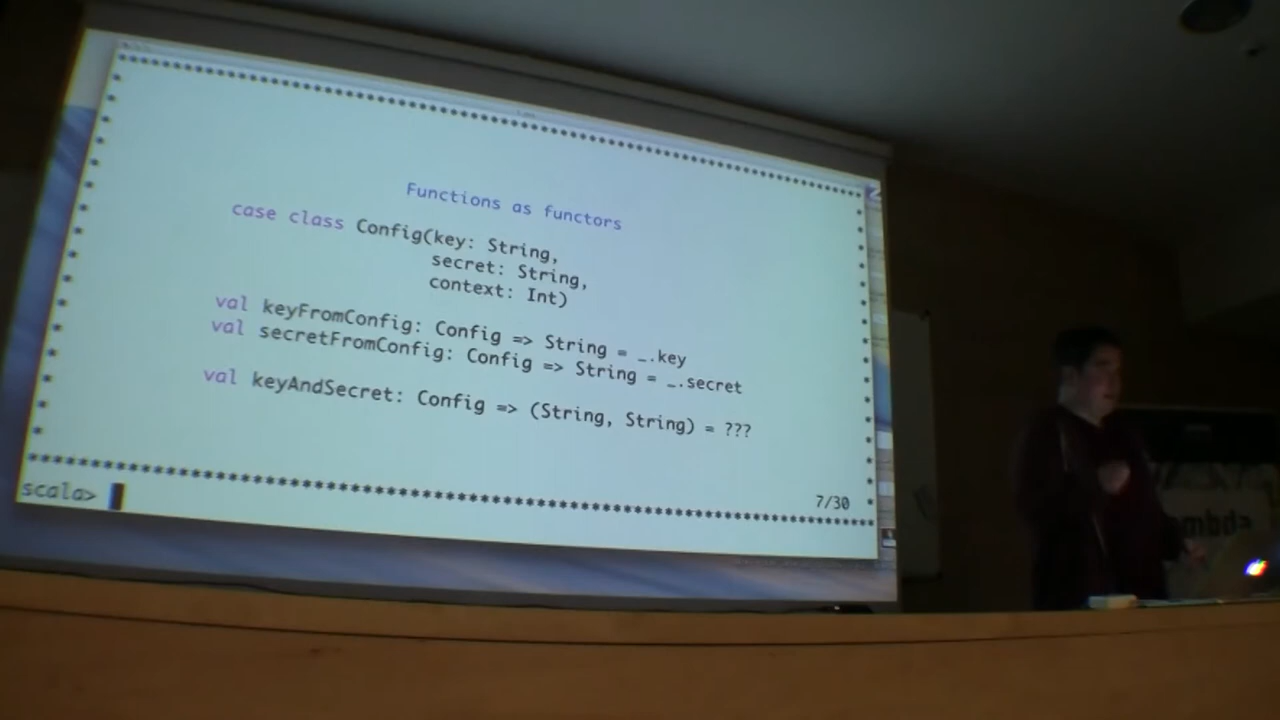 Functions as functors
case class Config(key: String,
secret: String,
context: Int)
val keyFromConfig: Config => String = _.key
val secretFromConfig: Config => String = _.secret
val keyAndSecret: Config => (String, String) = ???
7/30
scala>